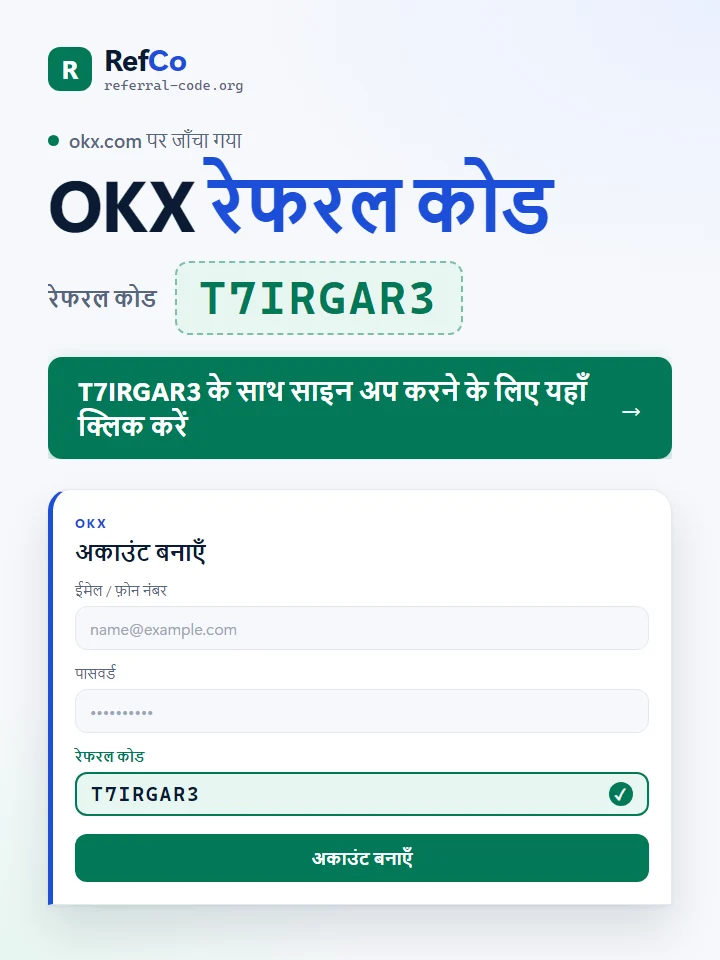 R
RefCo
referral-code.org
okx.com पर जाँचा गया
OKX रेफरल कोड
रेफरल कोड
T7IRGAR3
T7IRGAR3 के साथ साइन अप करने के लिए यहाँ
क्लिक करें
→
OKX
अकाउंट बनाएँ
ईमेल / फ़ोन नंबर
name@example.com
पासवर्ड
••••••••••
रेफरल कोड
T7IRGAR3
✓
अकाउंट बनाएँ